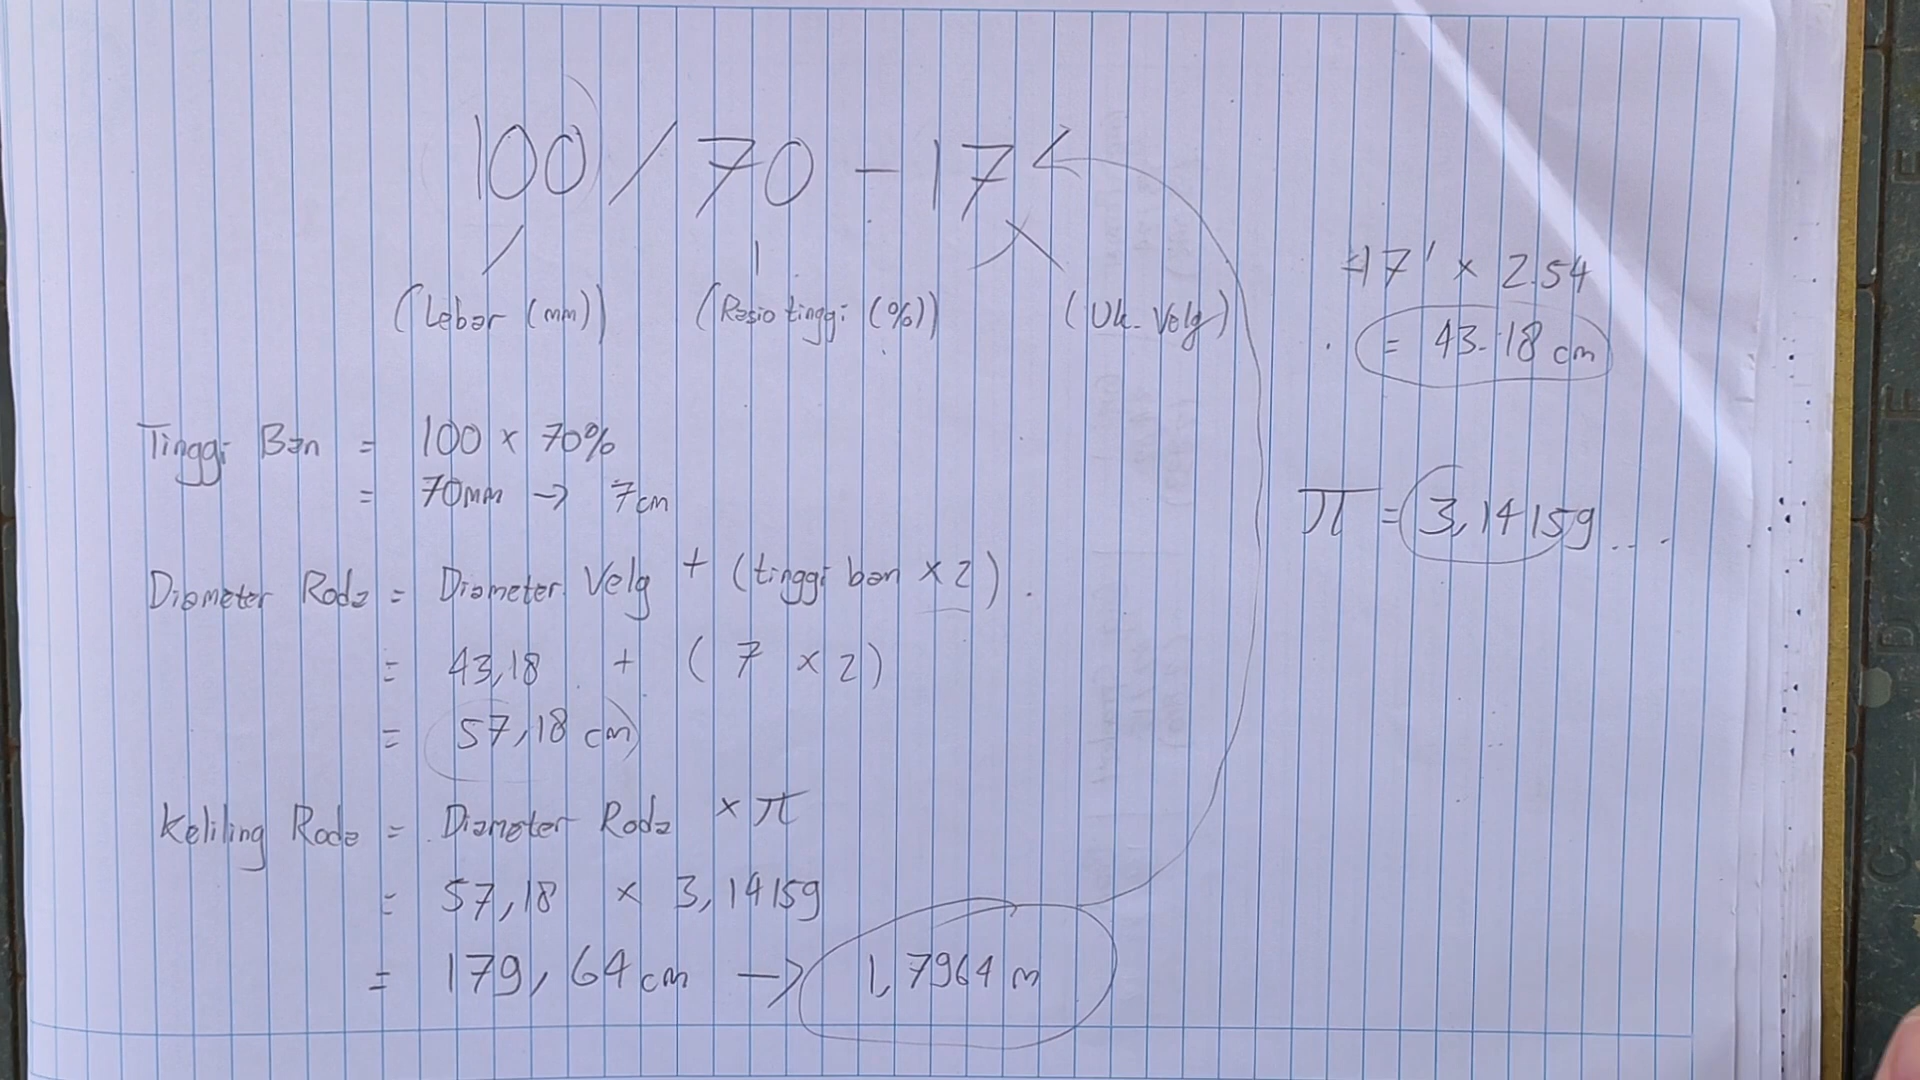 100/70-17
(Lebar (mm)) (Rasio tinggi (%)) (Uk. Velg)
17' × 2.54
= 43.18 cm
Tinggi Ban = 100 × 70%
= 70mm → 7cm
π = 3,14159...
Diameter Roda = Diameter Velg + (tinggi ban × 2).
= 43,18 + (7 × 2)
= 57,18 cm
Keliling Roda = Diameter Roda × π
= 57,18 × 3,14159
= 179,64 cm → 1,7964 m